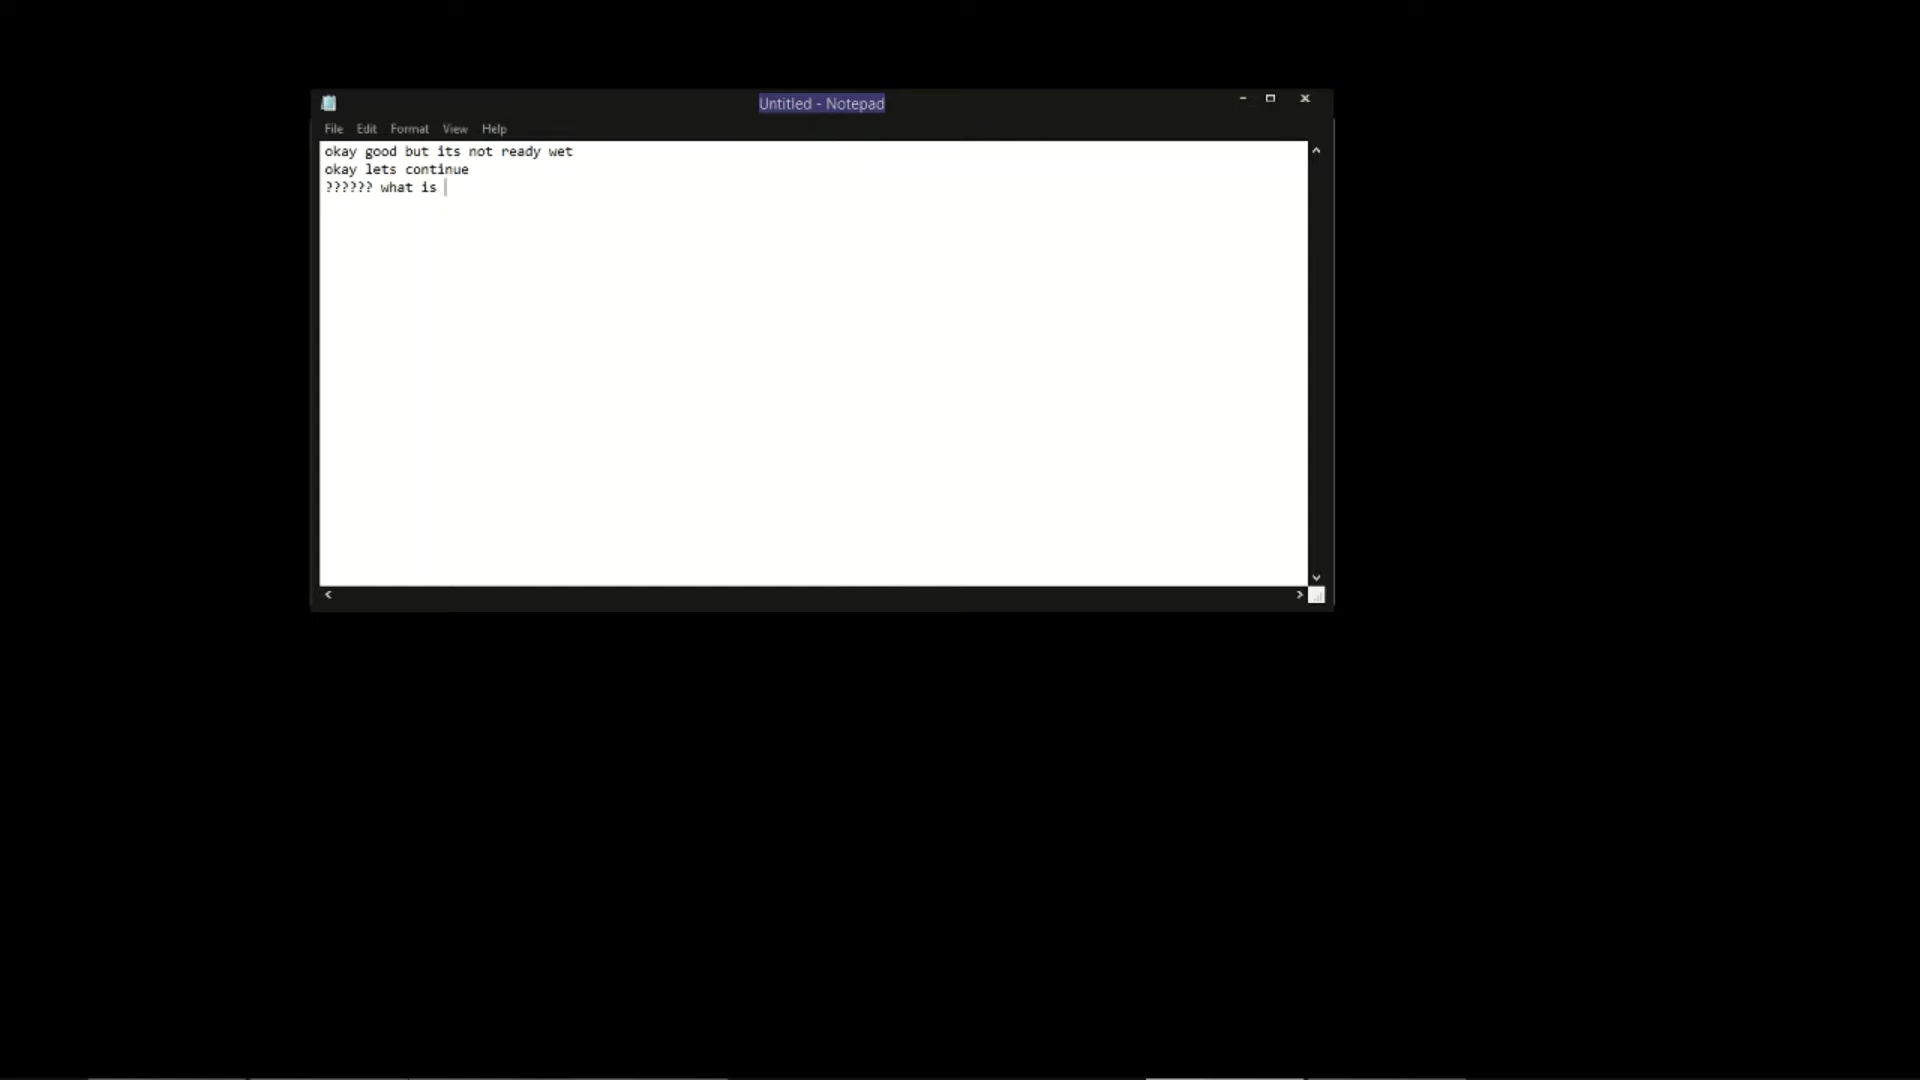 Untitled - Notepad
File Edit Format View Help
okay good but its not ready wet
okay lets continue
?????? what is